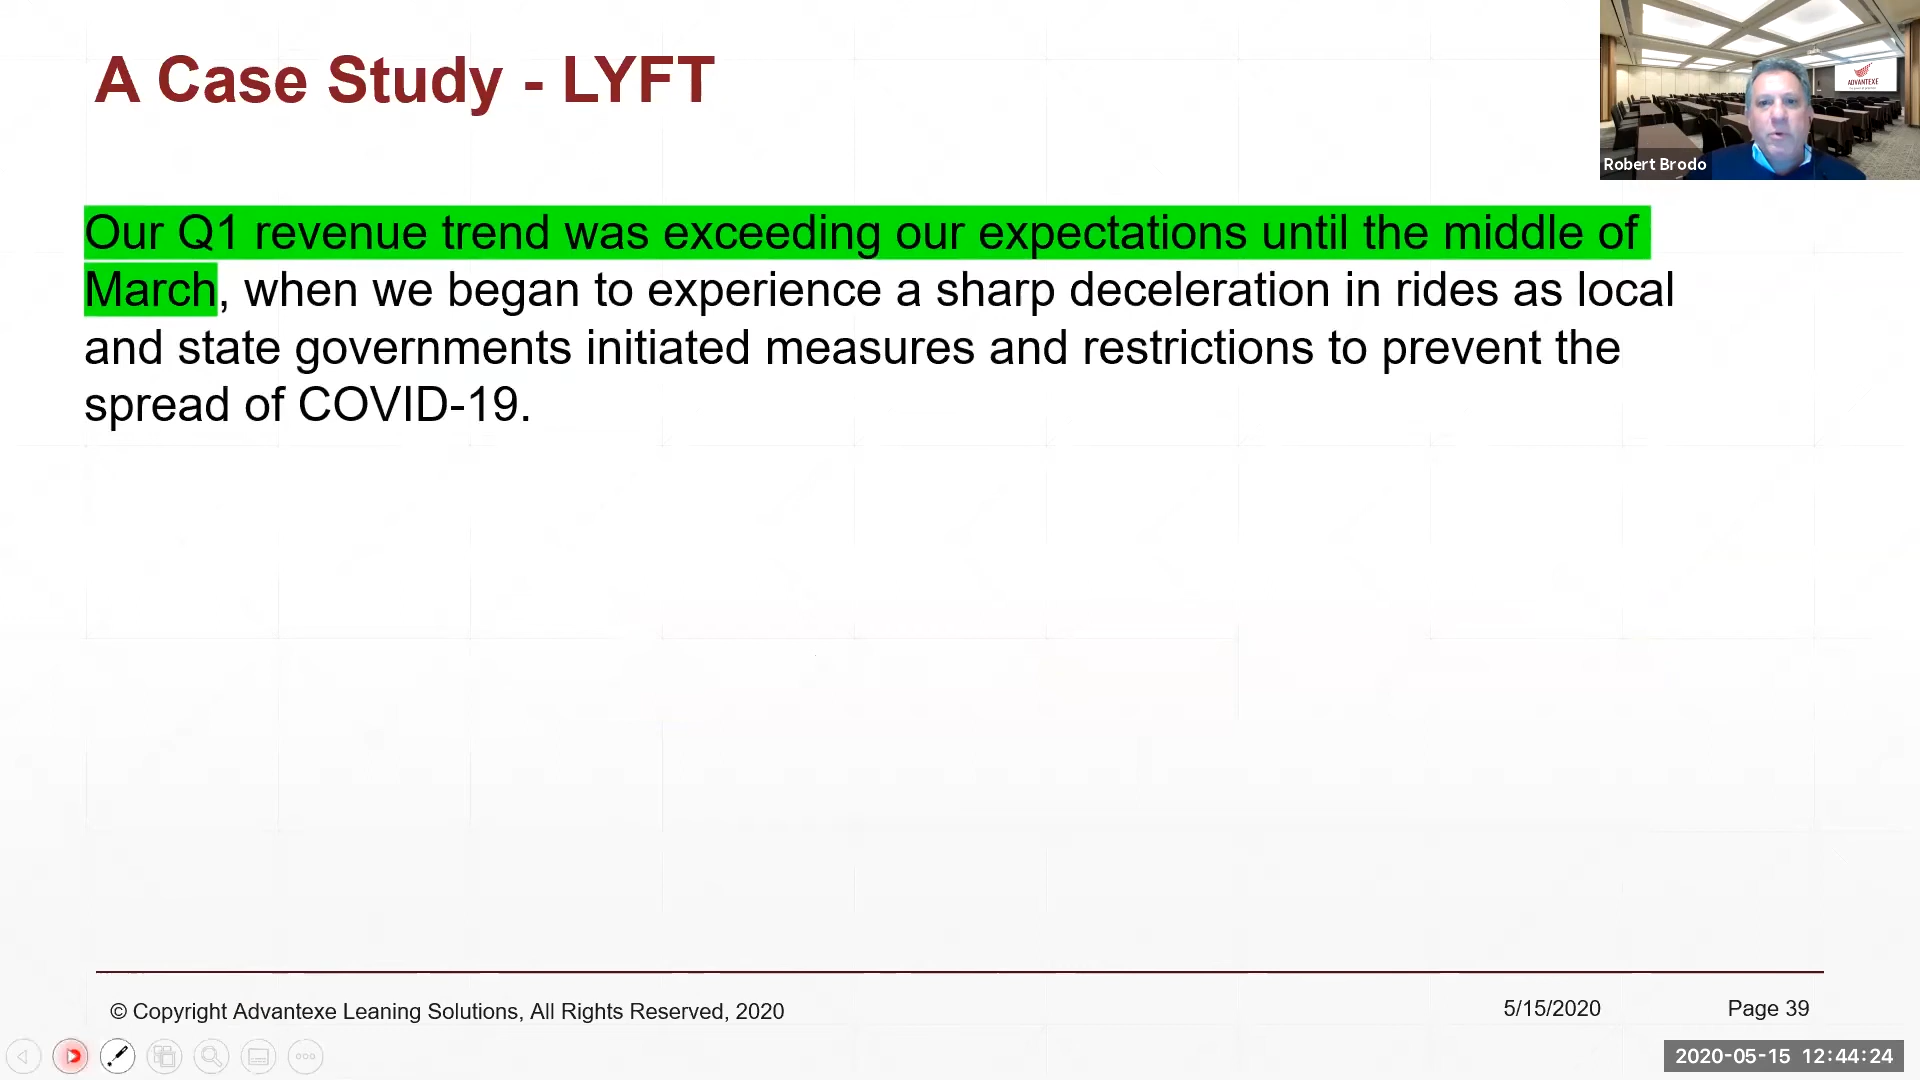 A Case Study - LYFT
ADVANTEXE
Robert Brodo
Our Q1 revenue trend was exceeding our expectations until the middle of
March, when we began to experience a sharp deceleration in rides as local
and state governments initiated measures and restrictions to prevent the
spread of COVID-19.
© Copyright Advantexe Leaning Solutions, All Rights Reserved, 2020
5/15/2020
Page 39
2020-05-15 12:44:24